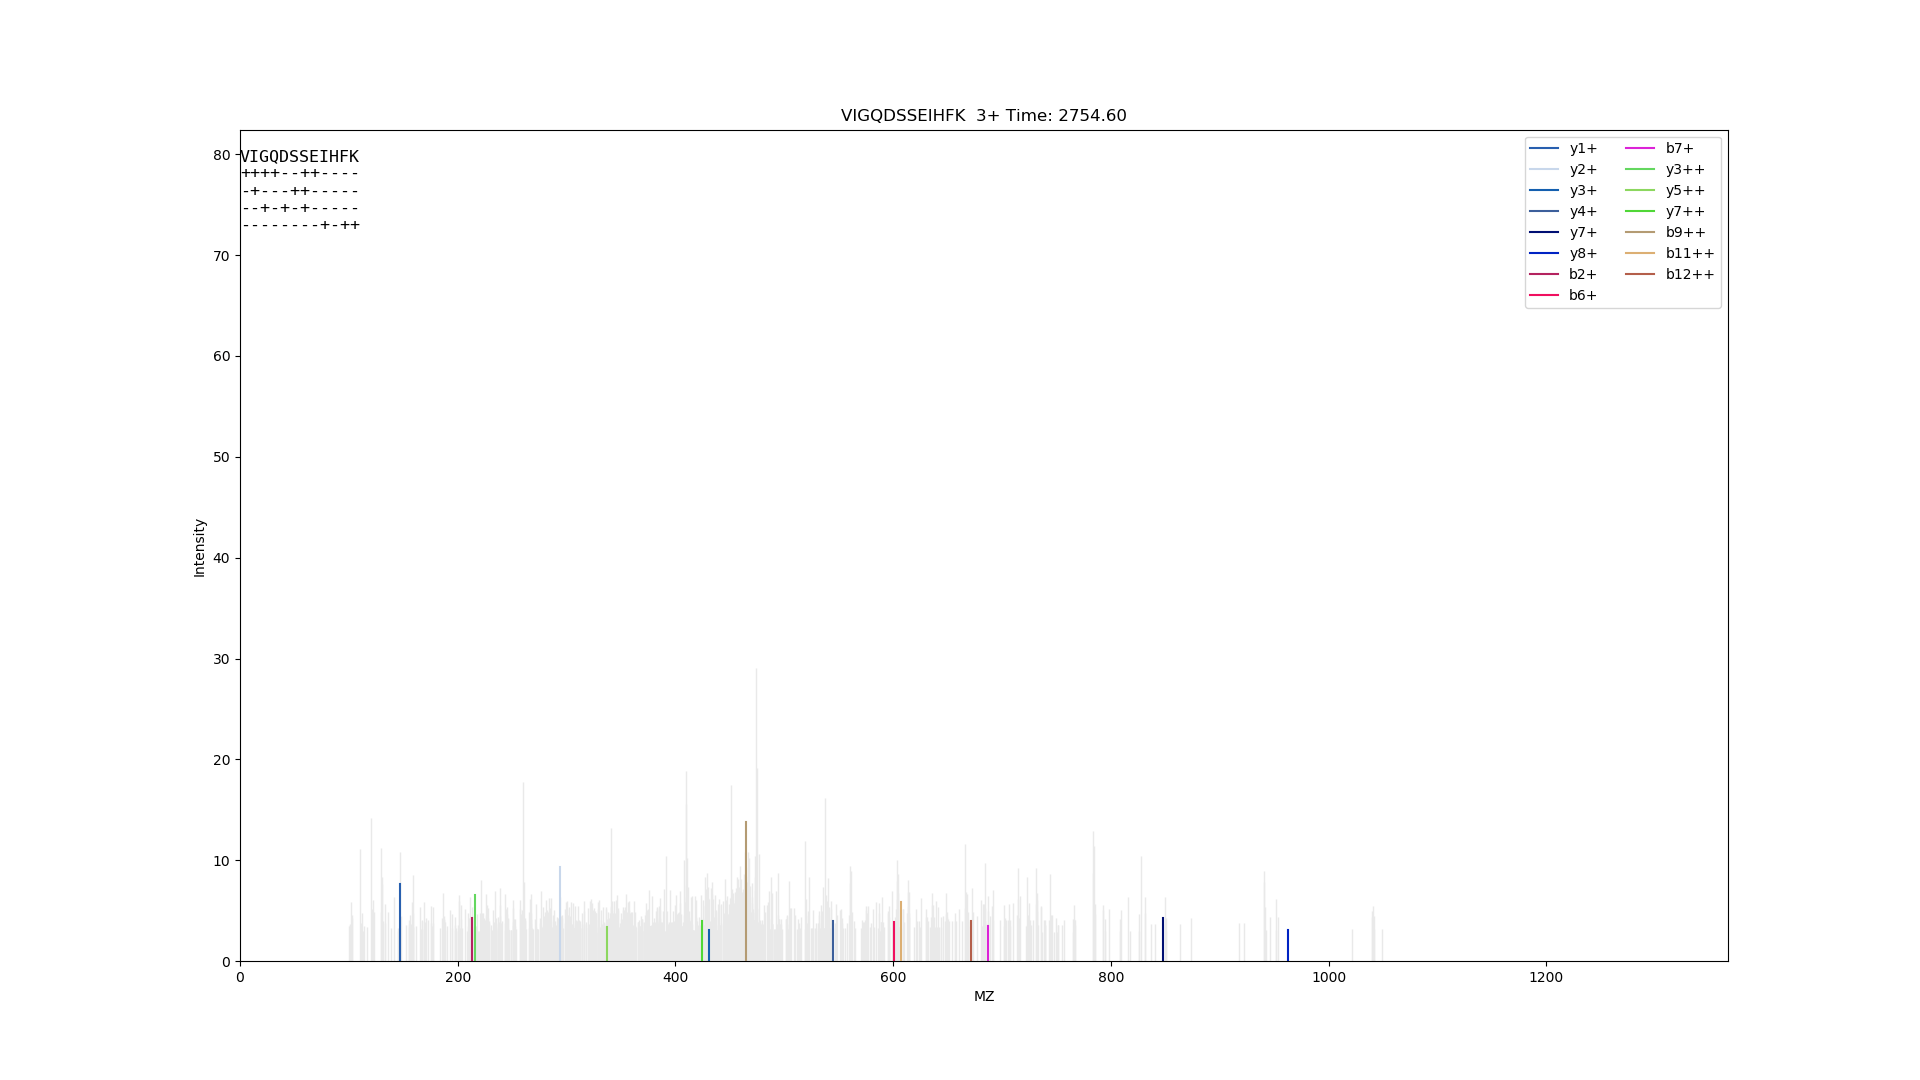 VIGQDSSEIHFK  3+ Time: 2754.60
VIGQDSSEIHFK
++++--++----
-+---++-----
--+-+-+-----
--------+-++
y1+
y2+
y3+
y4+
y7+
y8+
b2+
b6+
b7+
y3++
y5++
y7++
b9++
b11++
b12++
80
70
60
50
40
30
20
10
0
Intensity
0 200 400 600 800 1000 1200
MZ